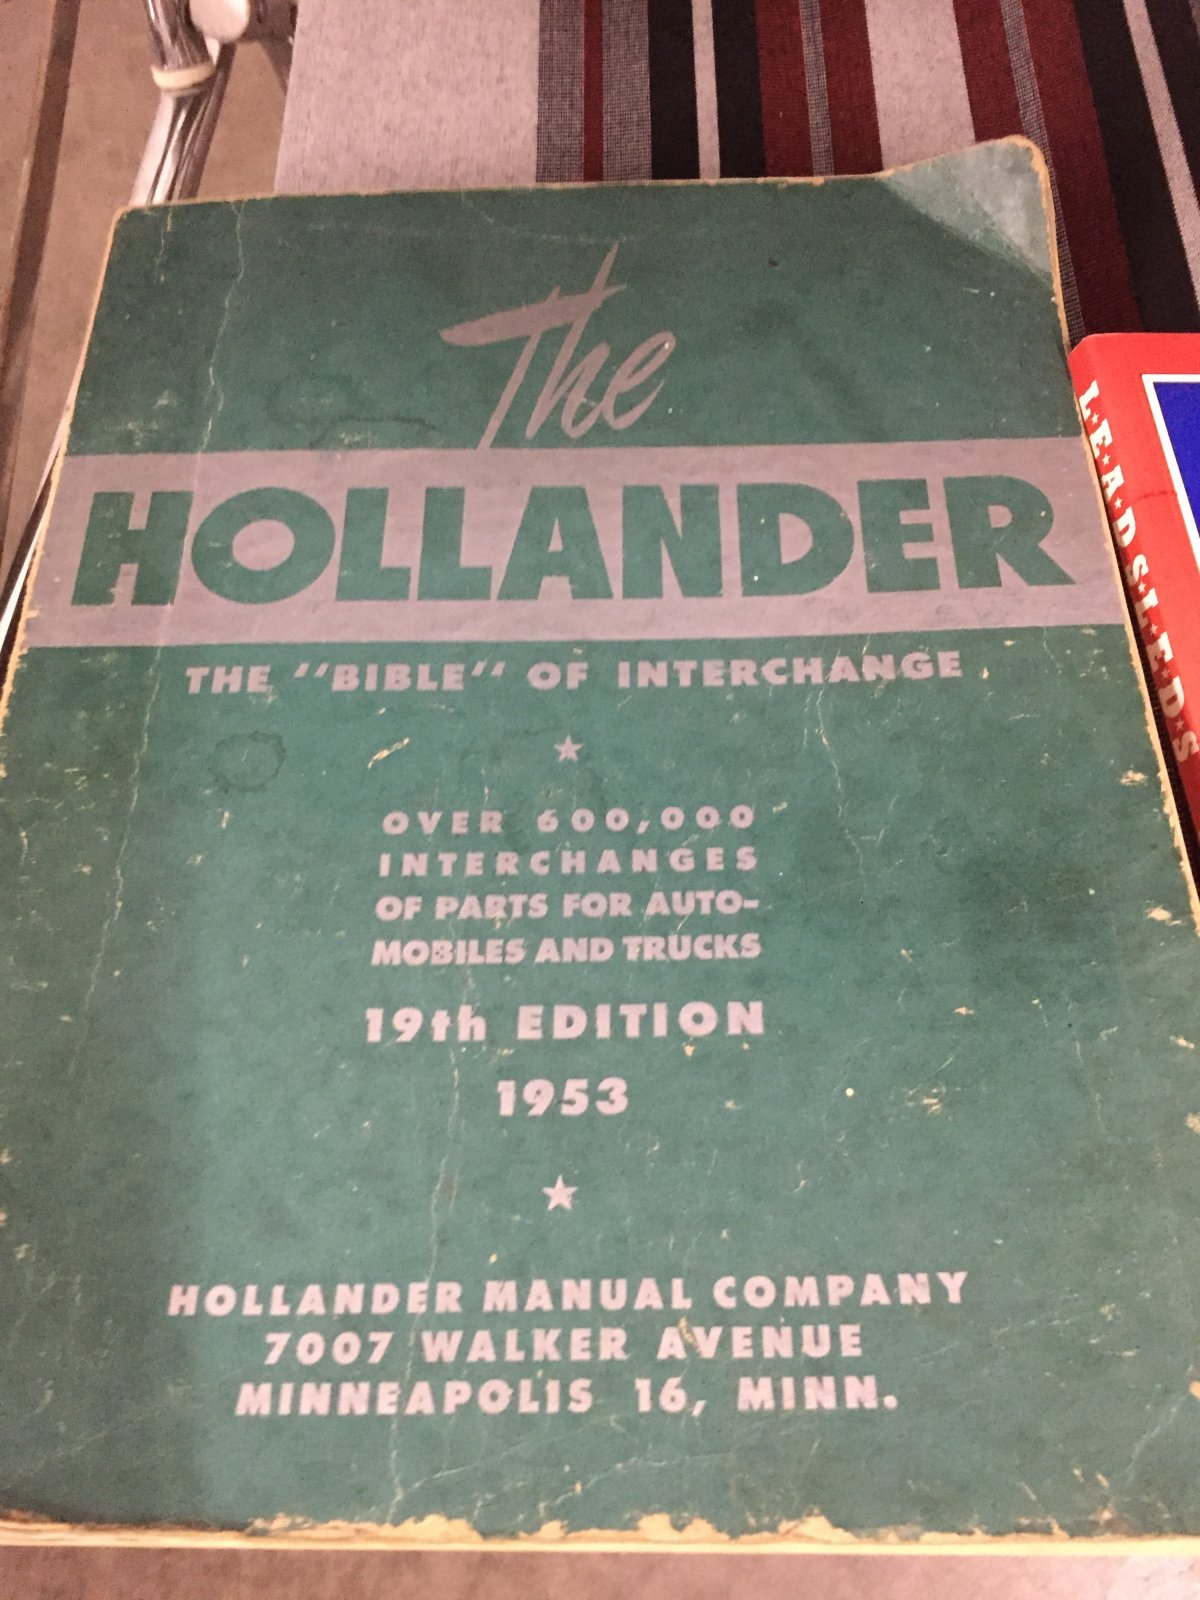 The
HOLLANDER
THE "BIBLE" OF INTERCHANGE
OVER 600,000
INTERCHANGES
OF PARTS FOR AUTO-
MOBILES AND TRUCKS
19th EDITION
1953
HOLLANDER MANUAL COMPANY
7007 WALKER AVENUE
MINNEAPOLIS 16, MINN.
L★E★A★D★S★L★E★D★S